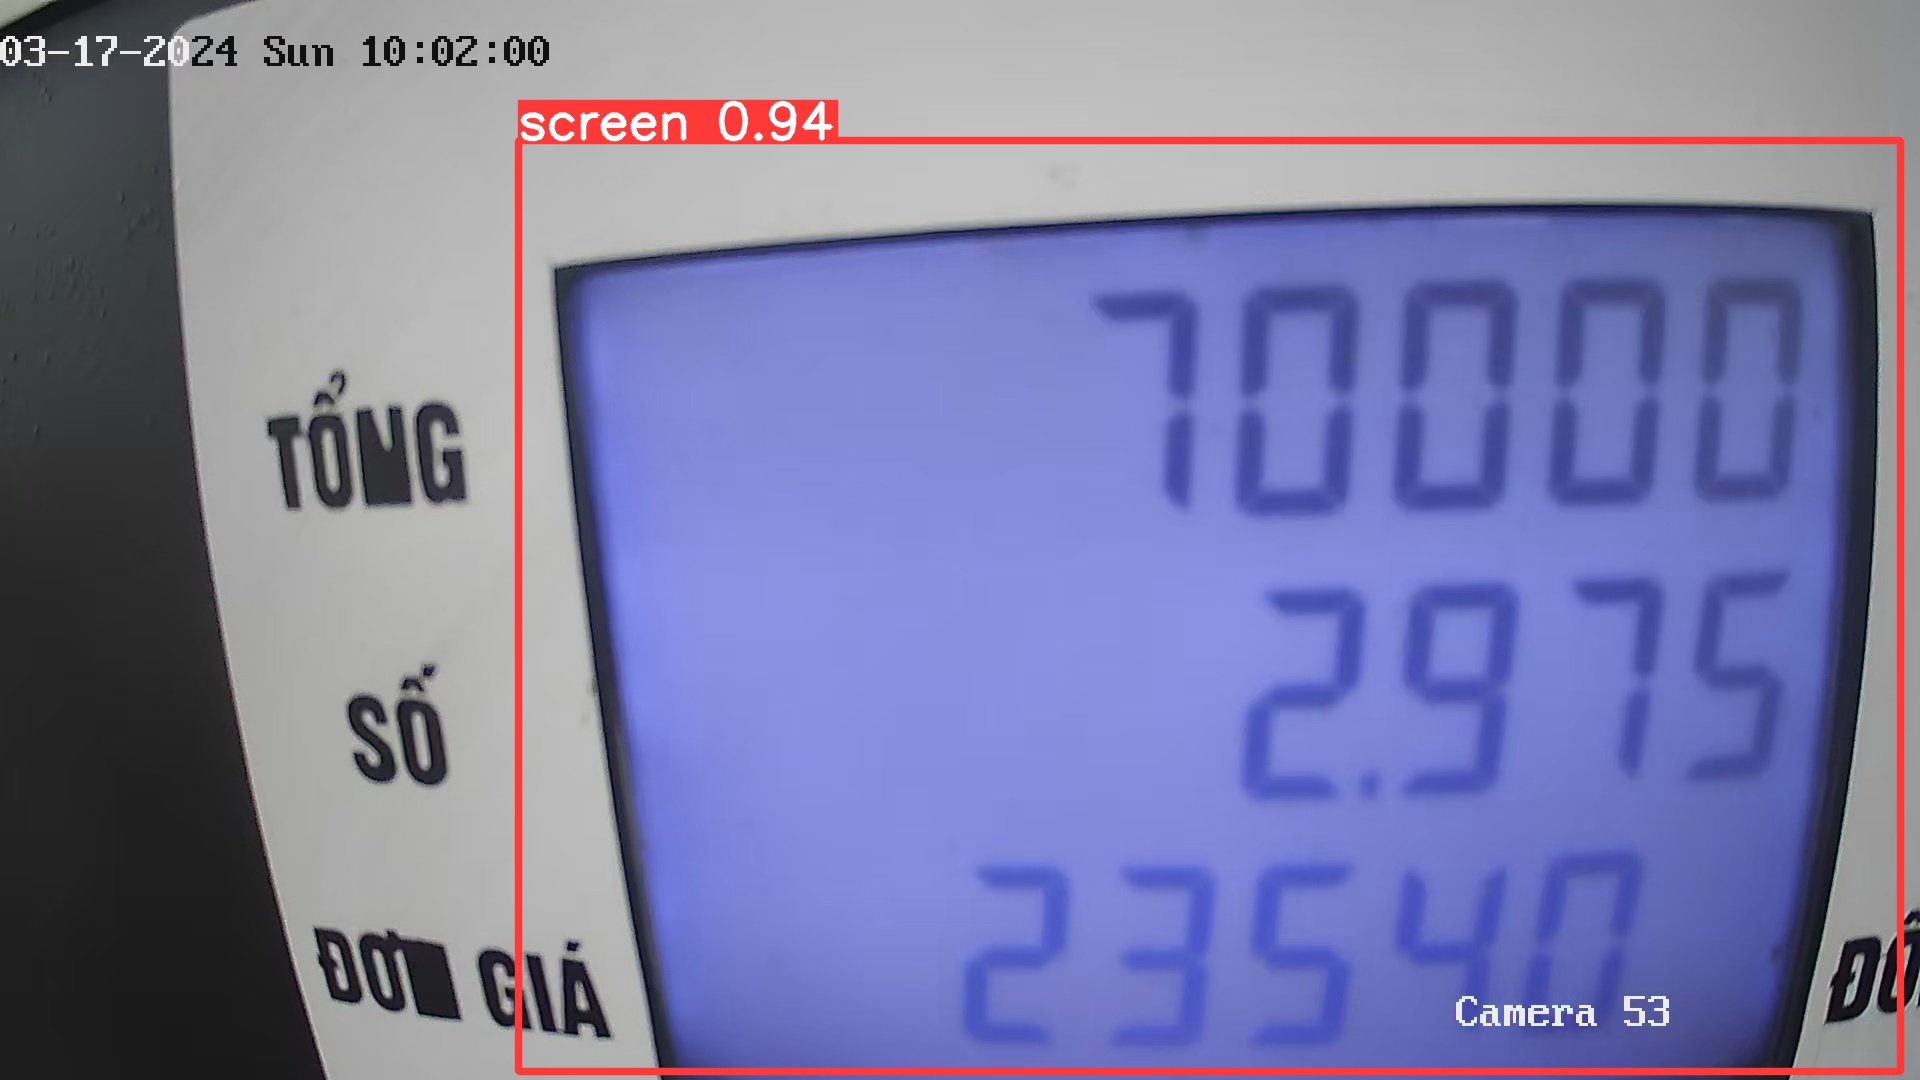 03-17-2024 Sun 10:02:00
screen 0.94
TỔNG 70000
SỐ 2.975
ĐƠN GIÁ 23540
Camera 53